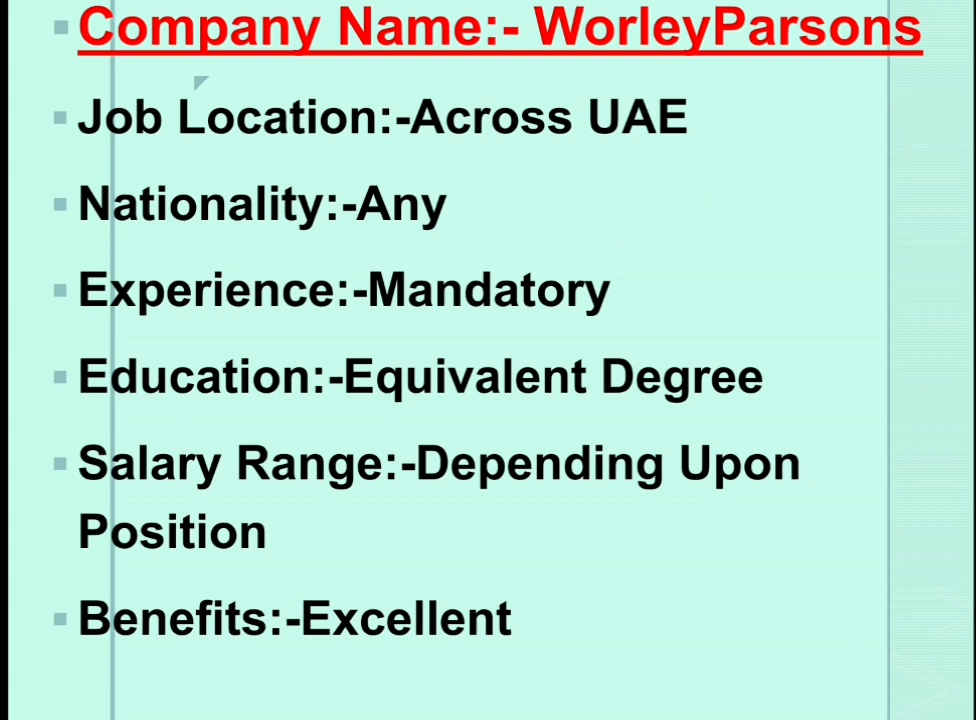 Company Name:- WorleyParsons
Job Location:-Across UAE
Nationality:-Any
Experience:-Mandatory
Education:-Equivalent Degree
Salary Range:-Depending Upon
Position
Benefits:-Excellent